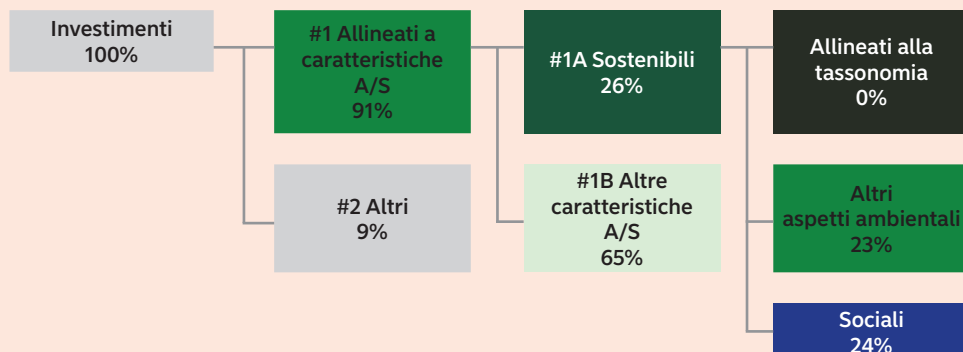 Investimenti
100%
#1 Allineati a
caratteristiche
A/S
91%
#1A Sostenibili
26%
Allineati alla
tassonomia
0%
#2 Altri
9%
#1B Altre
caratteristiche
A/S
65%
Altri
aspetti ambientali
23%
Sociali
24%